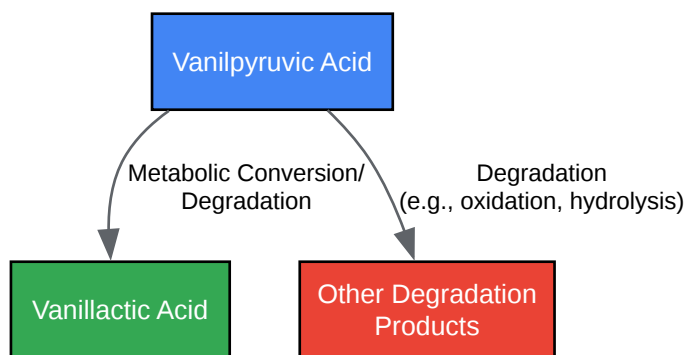 Vanilpyruvic Acid
Metabolic Conversion/
Degradation
Degradation
(e.g., oxidation, hydrolysis)
Vanillactic Acid
Other Degradation
Products